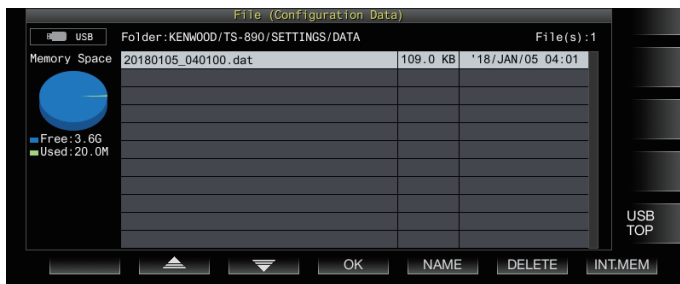 File (Configuration Data)
USB
Folder:KENWOOD/TS-890/SETTINGS/DATA
File(s):1
Memory Space
20180105_040100.dat 109.0 KB '18/JAN/05 04:01
Free:3.6G
Used:20.0M
USB
TOP
OK NAME DELETE INT.MEM